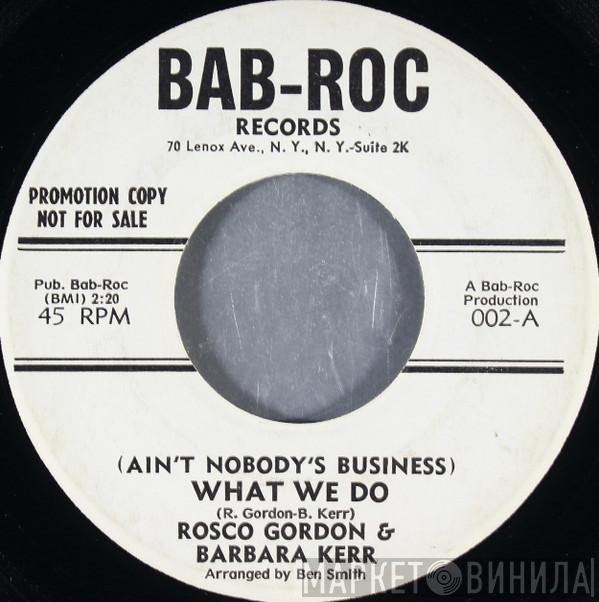 BAB-ROC
RECORDS
70 Lenox Ave., N. Y., N. Y.-Suite 2K
PROMOTION COPY
NOT FOR SALE
Pub. Bab-Roc
(BMI) 2:20
45 RPM
A Bab-Roc
Production
002-A
(AIN'T NOBODY'S BUSINESS)
WHAT WE DO
(R. Gordon-B. Kerr)
ROSCO GORDON &
BARBARA KERR
Arranged by Ben Smith
МАРКЕТ ВИНИЛА